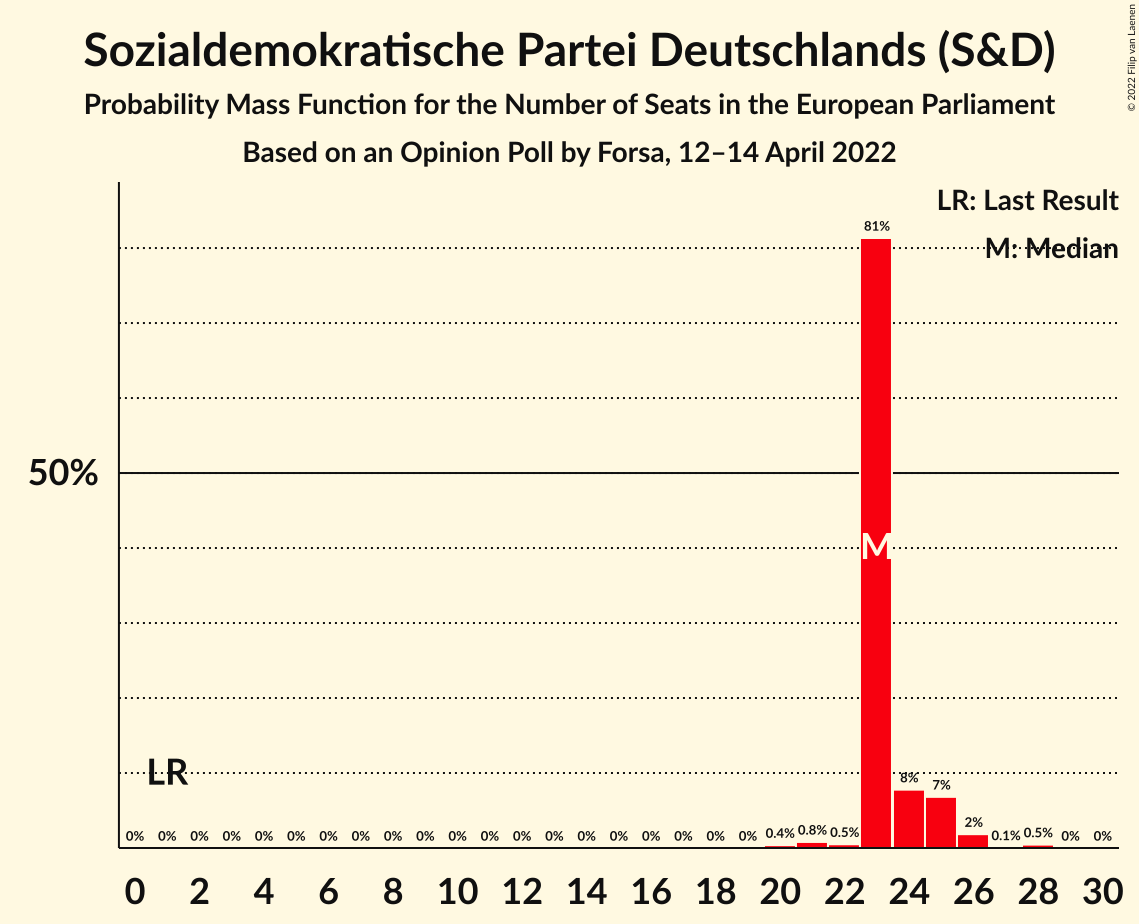 Sozialdemokratische Partei Deutschlands (S&D)
Probability Mass Function for the Number of Seats in the European Parliament
Based on an Opinion Poll by Forsa, 12–14 April 2022
© 2022 Filip van Laenen
LR: Last Result
M: Median
81%
50%
M
LR
8%
7%
0% 0% 0% 0% 0% 0% 0% 0% 0% 0% 0% 0% 0% 0% 0% 0% 0% 0% 0% 0% 0.4% 0.8% 0.5% 2% 0.1% 0.5% 0% 0%
0 2 4 6 8 10 12 14 16 18 20 22 24 26 28 30